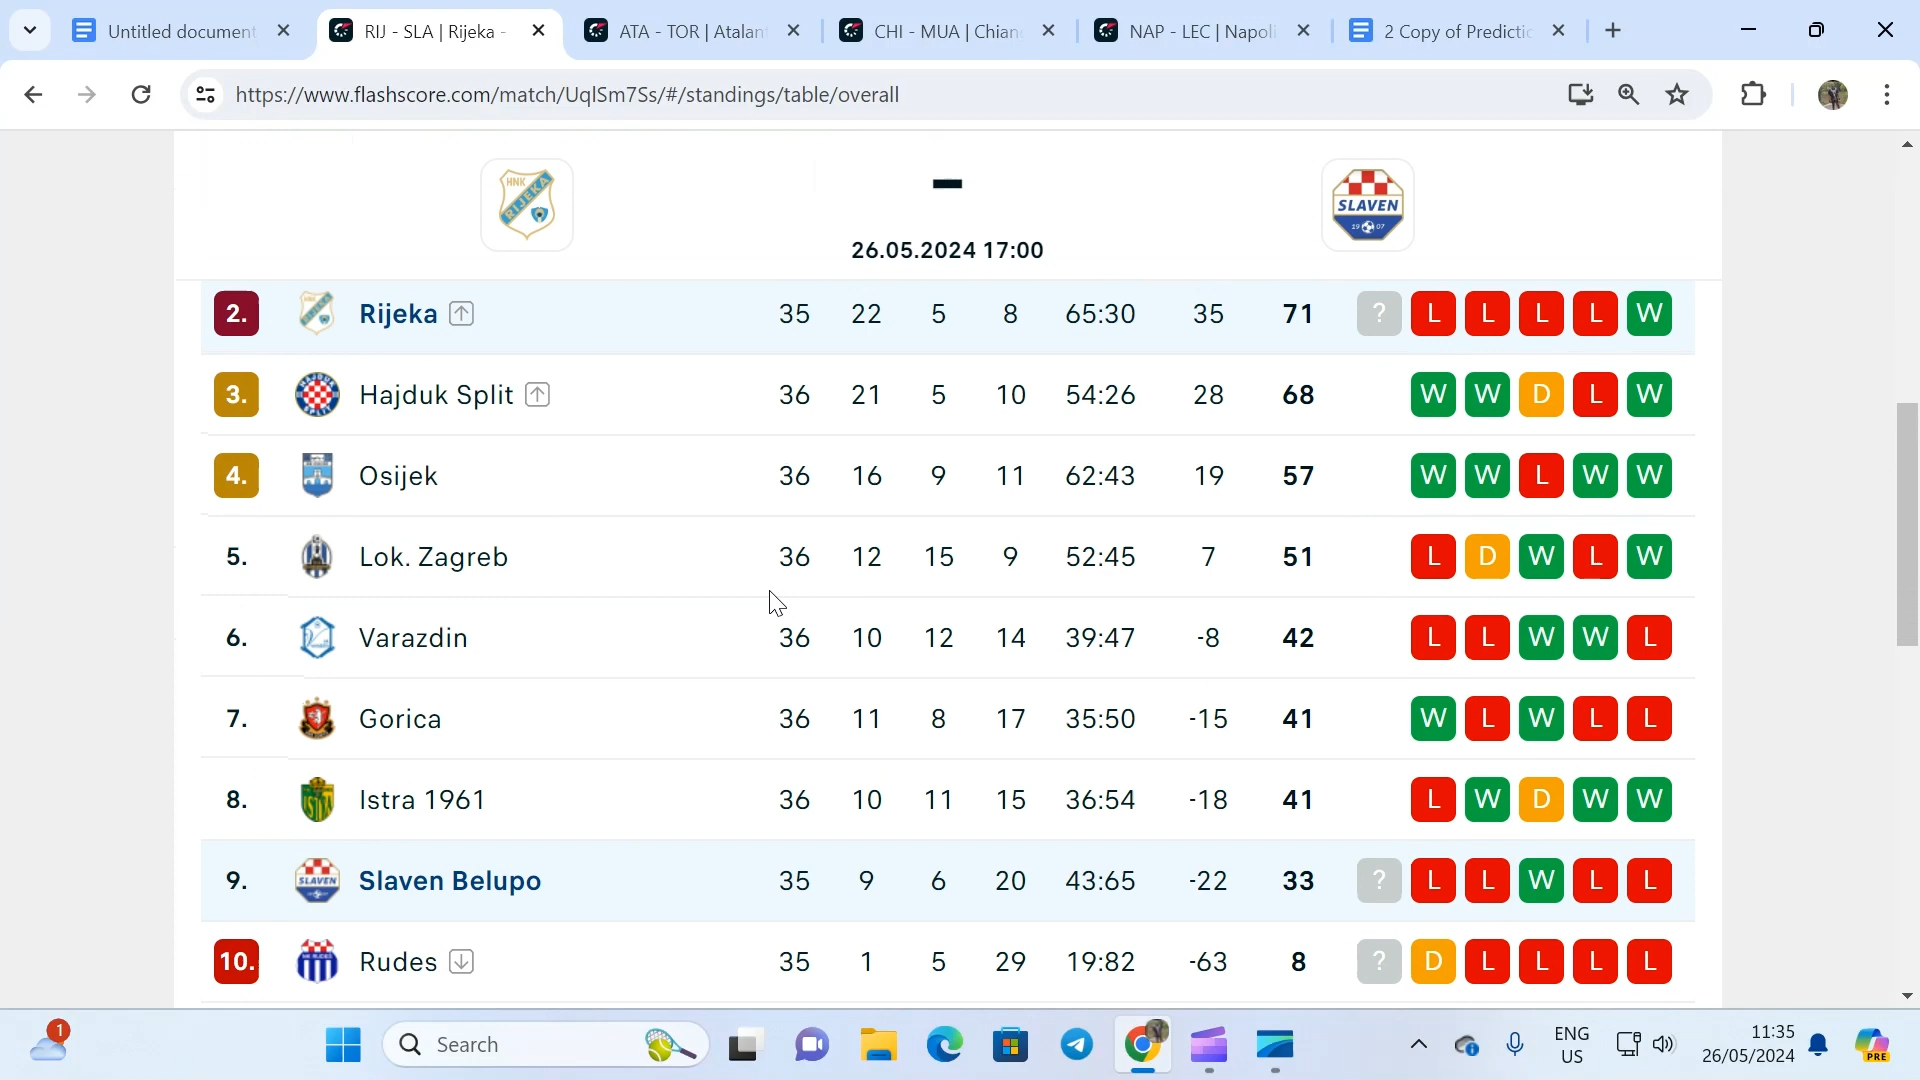 Untitled document
RIJ - SLA | Rijeka -
ATA - TOR | Atalan
CHI - MUA | Chian
NAP - LEC | Napoli
2 Copy of Predictio
https://www.flashscore.com/match/UqlSm7Ss/#/standings/table/overall
HNK RIJEKA
-
SLAVEN
1907
26.05.2024 17:00
2. Rijeka 35 22 5 8 65:30 35 71 ? L L L L W
3. Hajduk Split 36 21 5 10 54:26 28 68 W W D L W
4. Osijek 36 16 9 11 62:43 19 57 W W L W W
5. Lok. Zagreb 36 12 15 9 52:45 7 51 L D W L W
6. Varazdin 36 10 12 14 39:47 -8 42 L L W W L
7. Gorica 36 11 8 17 35:50 -15 41 W L W L L
8. Istra 1961 36 10 11 15 36:54 -18 41 L W D W W
9. Slaven Belupo 35 9 6 20 43:65 -22 33 ? L L W L L
10. Rudes 35 1 5 29 19:82 -63 8 ? D L L L L
1
Search
ENG
US
11:35
26/05/2024
PRE